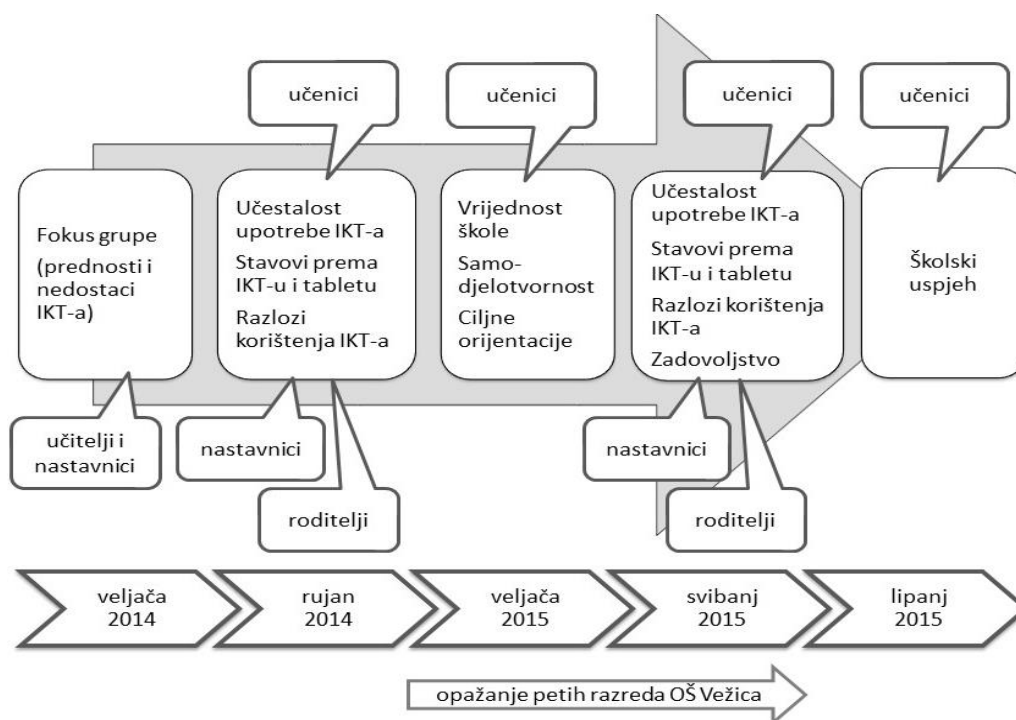 učenici
učenici
učenici
učenici
Fokus grupe
(prednosti i
nedostaci
IKT-a)
Učestalost
upotrebe IKT-a
Stavovi prema
IKT-u i tabletu
Razlozi
korištenja IKT-a
Vrijednost
škole
Samo-
djelotvornost
Ciljne
orijentacije
Učestalost
upotrebe IKT-a
Stavovi prema
IKT-u i tabletu
Razlozi korištenja
IKT-a
Zadovoljstvo
Školski
uspjeh
učitelji i
nastavnici
nastavnici
roditelji
nastavnici
roditelji
veljača
2014
rujan
2014
veljača
2015
svibanj
2015
lipanj
2015
opažanje petih razreda OŠ Vežica